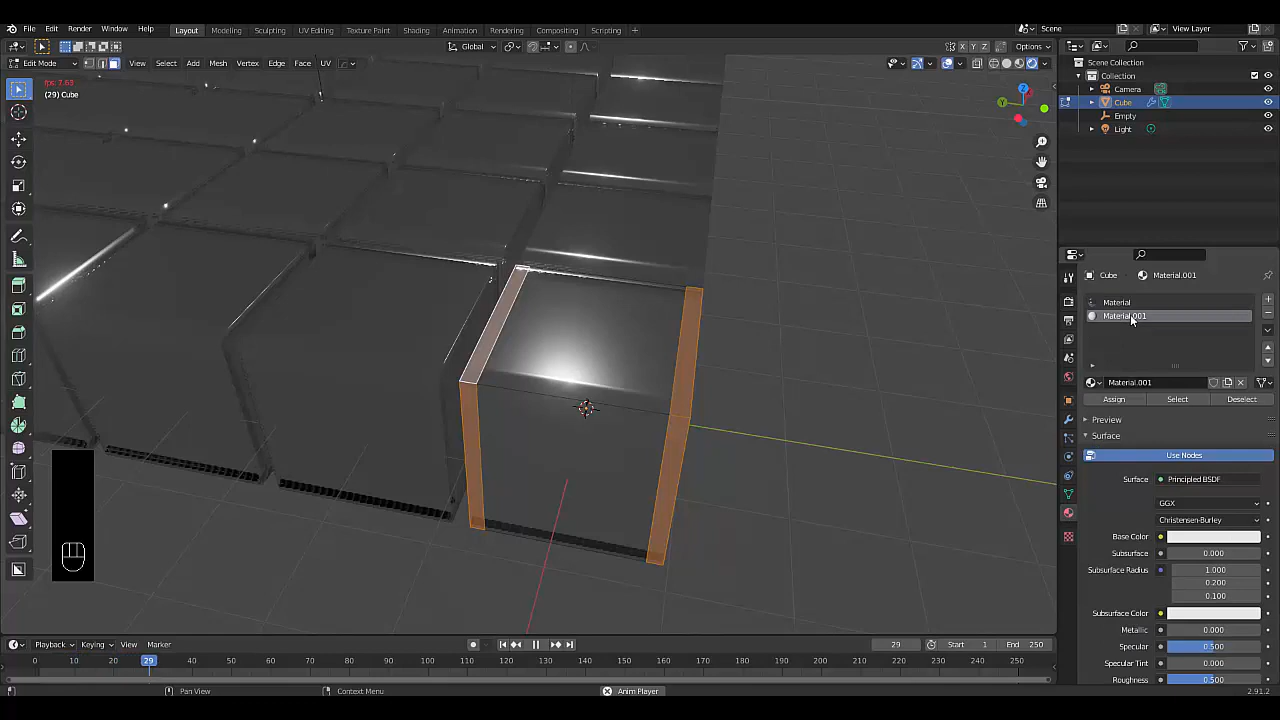 File Edit Render Window Help Layout Modeling Sculpting UV Editing Texture Paint Shading Animation Rendering Compositing Scripting + Scene View Layer
Global X Y Z Options
Edit Mode View Select Add Mesh Vertex Edge Face UV
fps: 7.63
(29) Cube
Scene Collection
Collection
Camera
Cube
Empty
Light
Z
Y
Cube Material.001
Material
Material.001
Material.001
Assign Select Deselect
Preview
Surface
Use Nodes
Surface Principled BSDF
GGX
Christensen-Burley
Base Color
Subsurface 0.000
Subsurface Radius 1.000
0.200
0.100
Subsurface Color
Metallic 0.000
Specular 0.500
Specular Tint 0.000
Roughness 0.500
Playback Keying View Marker 29 Start 1 End 250
0 10 20 29 40 50 60 70 80 90 100 110 120 130 140 150 160 170 180 190 200 210 220 230 240 250
Pan View Context Menu Anim Player 2.91.2